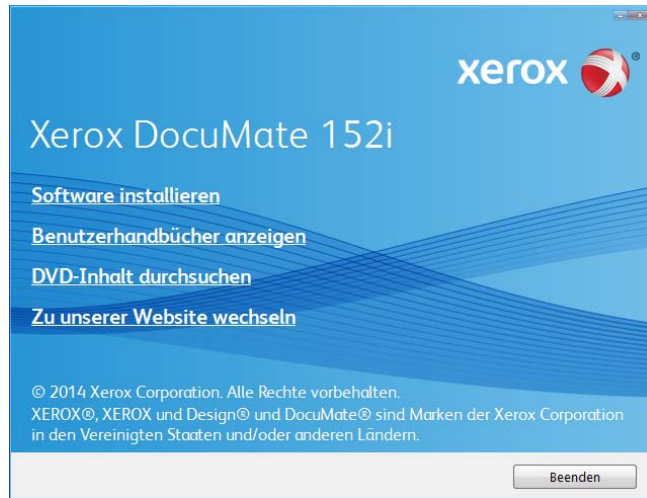 xerox ®
Xerox DocuMate 152i
Software installieren
Benutzerhandbücher anzeigen
DVD-Inhalt durchsuchen
Zu unserer Website wechseln
© 2014 Xerox Corporation. Alle Rechte vorbehalten.
XEROX®, XEROX und Design® und DocuMate® sind Marken der Xerox Corporation
in den Vereinigten Staaten und/oder anderen Ländern.
Beenden